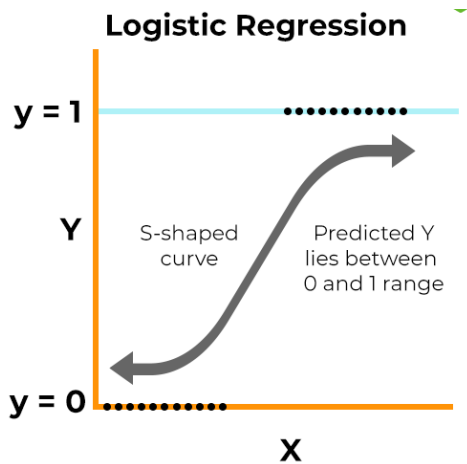 Logistic Regression
y = 1
Y
S-shaped
curve
Predicted Y
lies between
0 and 1 range
y = 0
X